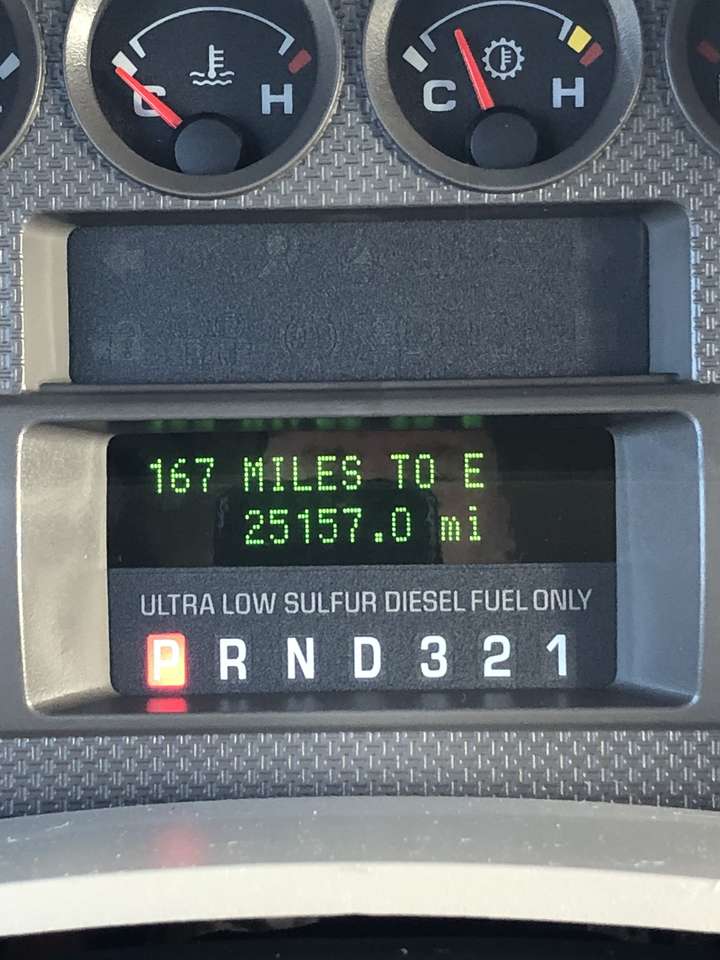 C H
C H
167 MILES TO E
25157.0 mi
ULTRA LOW SULFUR DIESEL FUEL ONLY
P R N D 3 2 1